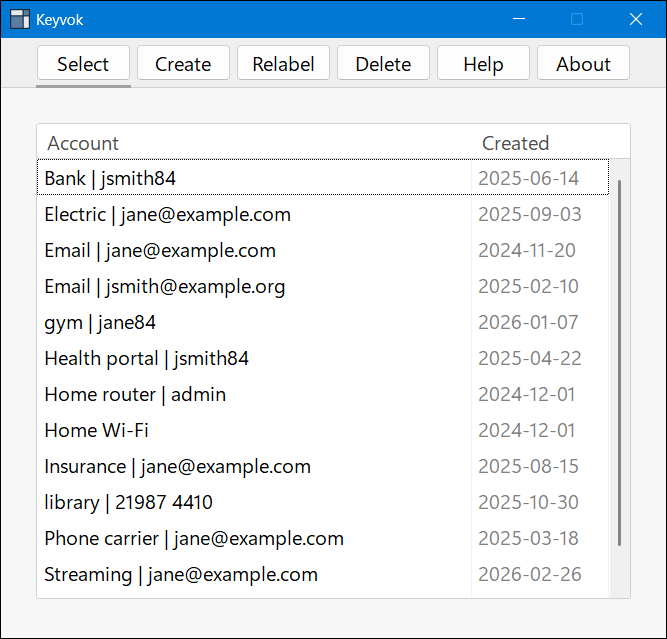 Keyvok
Select Create Relabel Delete Help About
Account Created
Bank | jsmith84 2025-06-14
Electric | jane@example.com 2025-09-03
Email | jane@example.com 2024-11-20
Email | jsmith@example.org 2025-02-10
gym | jane84 2026-01-07
Health portal | jsmith84 2025-04-22
Home router | admin 2024-12-01
Home Wi-Fi 2024-12-01
Insurance | jane@example.com 2025-08-15
library | 21987 4410 2025-10-30
Phone carrier | jane@example.com 2025-03-18
Streaming | jane@example.com 2026-02-26